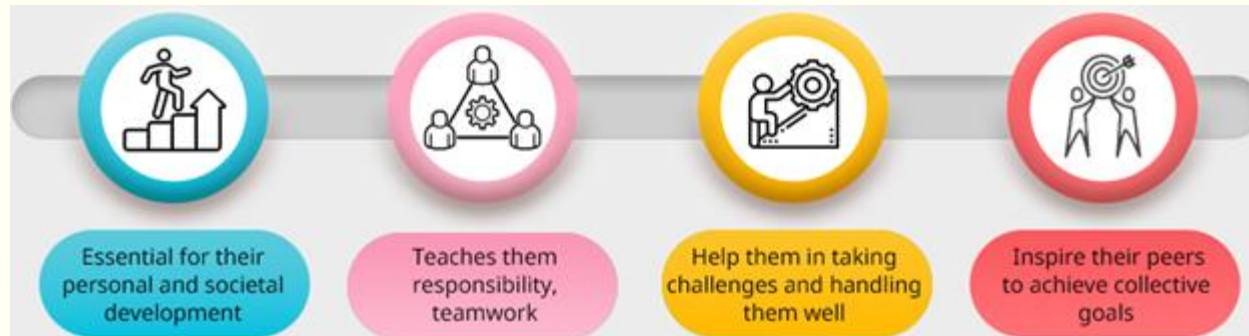 Essential for their
personal and societal
development
Teaches them
responsibility,
teamwork
Help them in taking
challenges and handling
them well
Inspire their peers
to achieve collective
goals